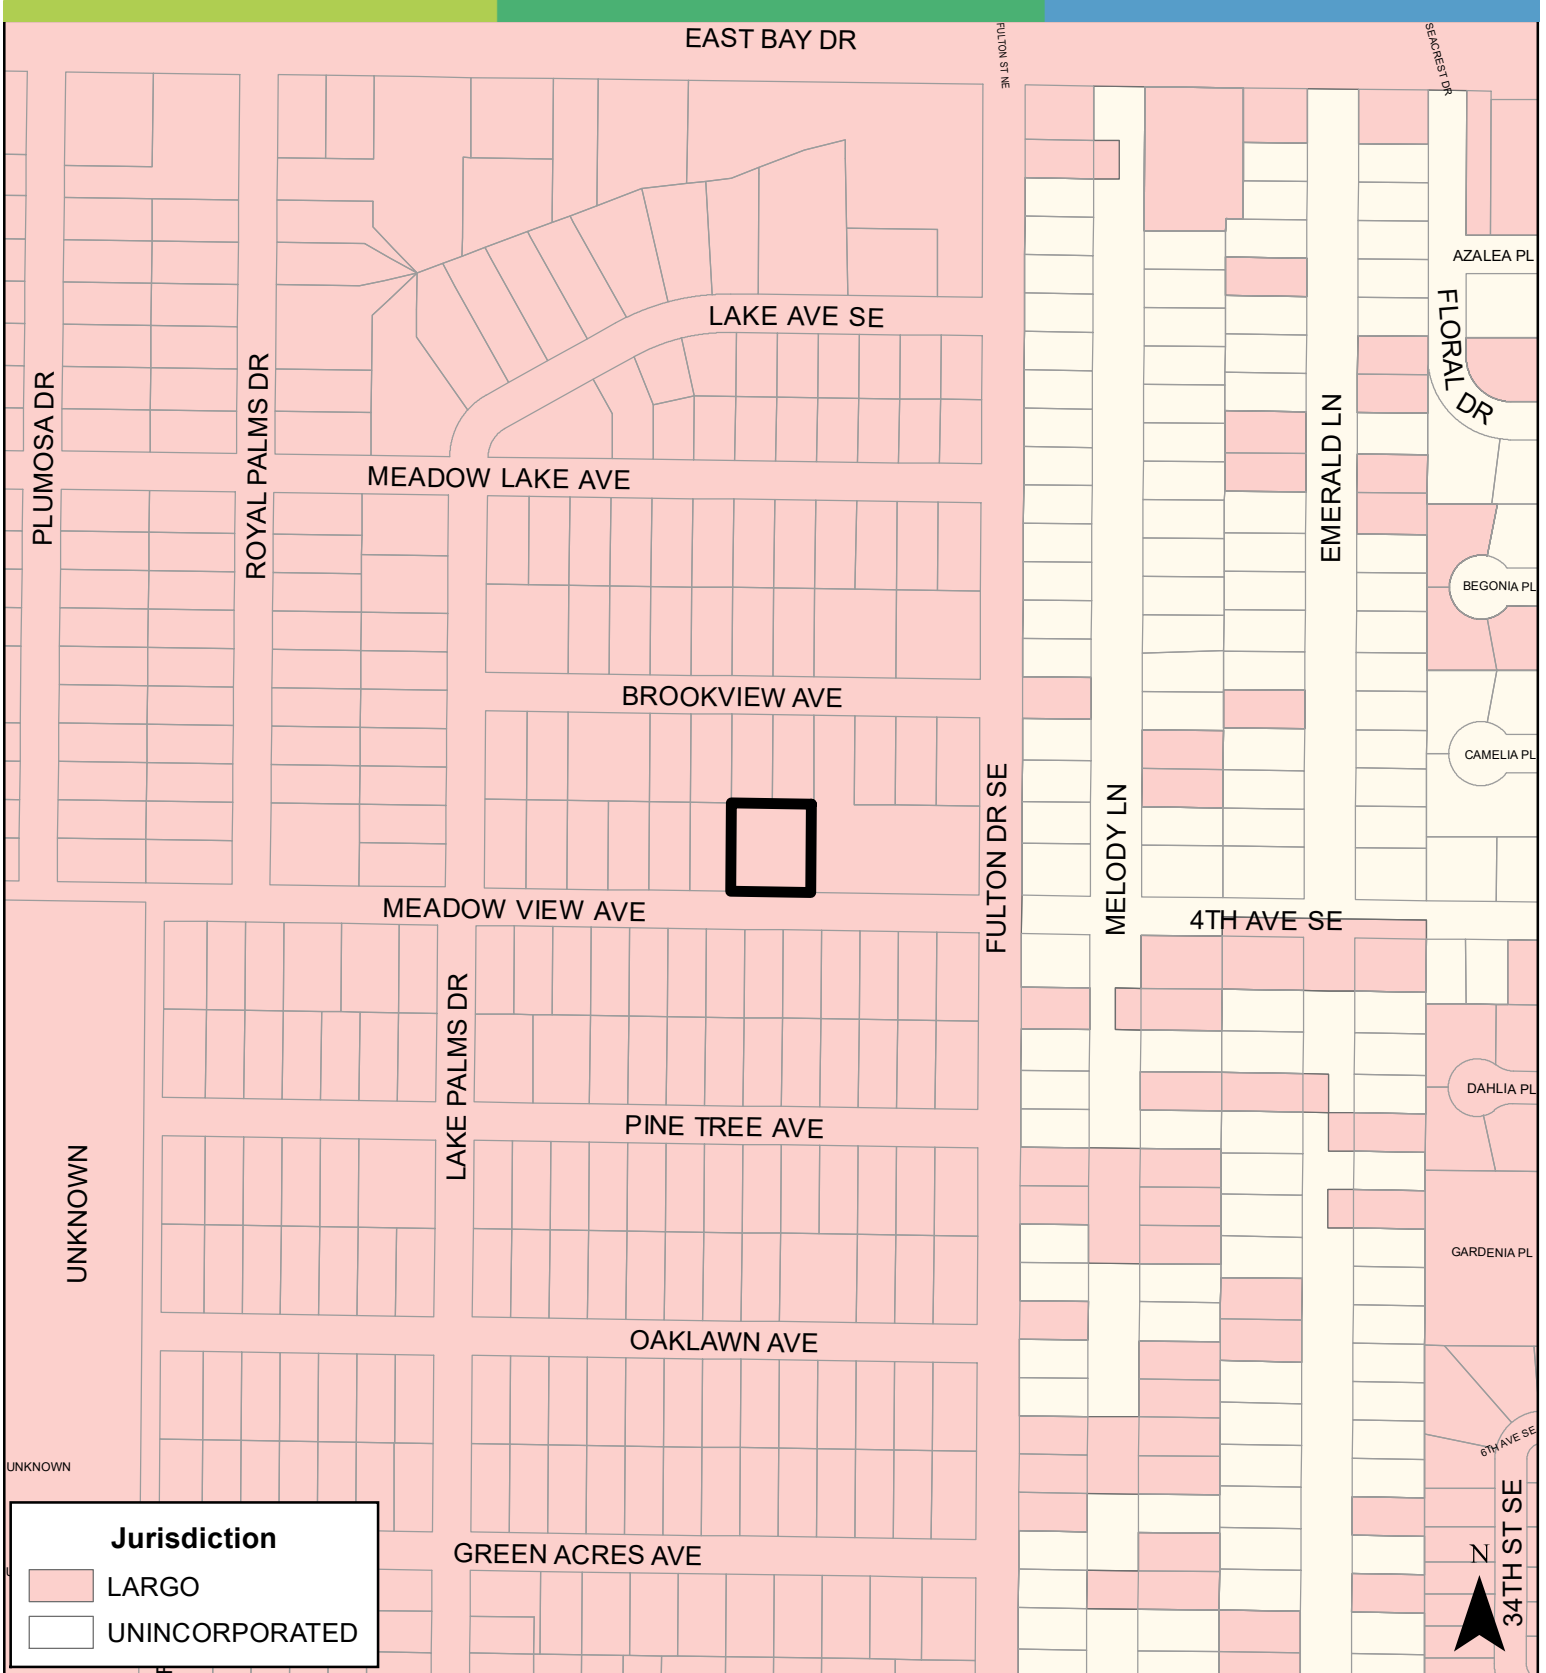 EAST BAY DR
FULTON ST NE
SEACREST DR
AZALEA PL
LAKE AVE SE
FLORAL DR
PLUMOSA DR
ROYAL PALMS DR
MEADOW LAKE AVE
EMERALD LN
BEGONIA PL
BROOKVIEW AVE
CAMELIA PL
FULTON DR SE
MELODY LN
MEADOW VIEW AVE
4TH AVE SE
LAKE PALMS DR
DAHLIA PL
PINE TREE AVE
UNKNOWN
GARDENIA PL
OAKLAWN AVE
6TH AVE SE
UNKNOWN
34TH ST SE
GREEN ACRES AVE
N
Jurisdiction
LARGO
UNINCORPORATED